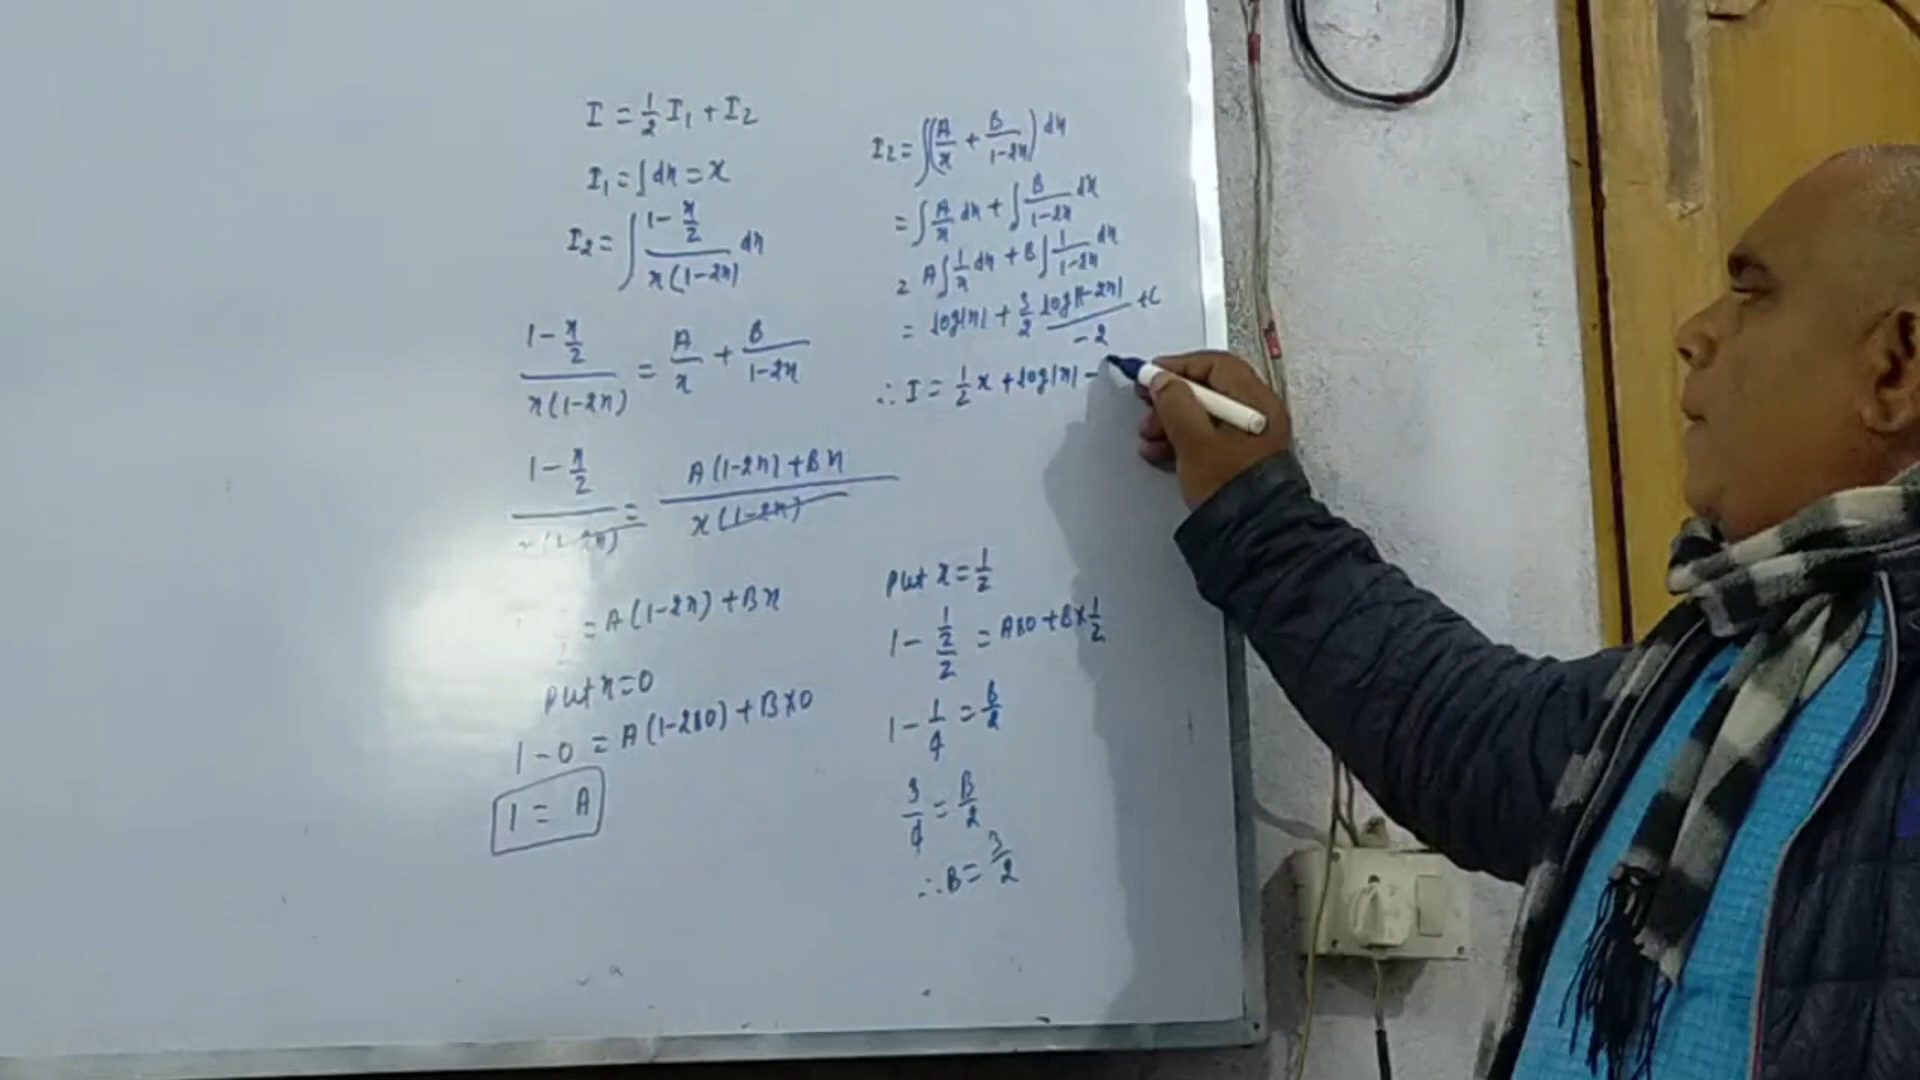 I = 1/2 I₁ + I₂
I₁ = ∫ dx = x
I₂ = ∫ (1 - x/2)/(x(1-2x)) dx
(1 - x/2)/(x(1-2x)) = A/x + B/(1-2x)
(1 - x/2)/(x(1-2x)) = (A(1-2x) + Bx)/(x(1-2x))
= A(1-2x) + Bx
Put x = 0
1 - 0 = A(1-2×0) + B×0
1 = A
I₂ = ∫(A/x + B/(1-2x)) dx
= ∫ A/x dx + ∫ B/(1-2x) dx
= A∫ 1/x dx + B∫ 1/(1-2x) dx
= log|x| + 3/2 log|1-2x|/-2 + C
∴ I = 1/2 x + log|x| -
Put x = 1/2
1 - (1/2)/2 = A×0 + B×1/2
1 - 1/4 = B/2
3/4 = B/2
∴ B = 3/2